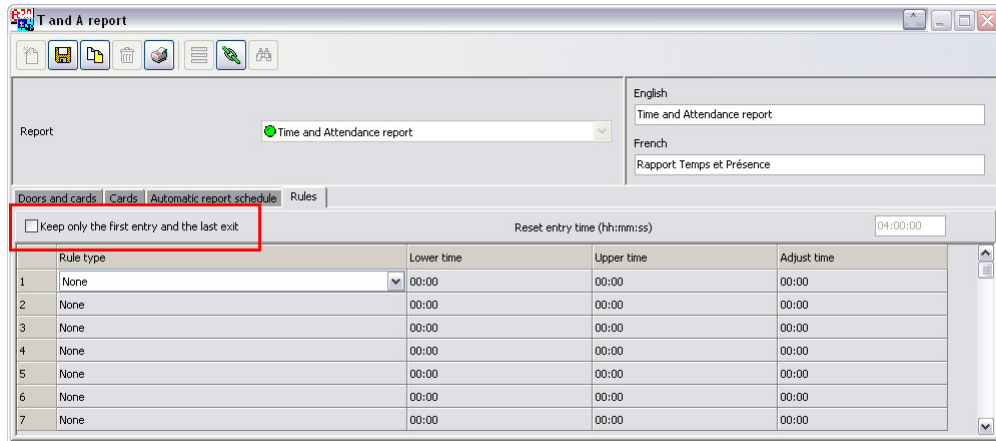 T and A report
English
Time and Attendance report
Report
Time and Attendance report
French
Rapport Temps et Présence
Doors and cards Cards Automatic report schedule Rules
Keep only the first entry and the last exit Reset entry time (hh:mm:ss) 04:00:00
Rule type Lower time Upper time Adjust time
1 None 00:00 00:00 00:00
2 None 00:00 00:00 00:00
3 None 00:00 00:00 00:00
4 None 00:00 00:00 00:00
5 None 00:00 00:00 00:00
6 None 00:00 00:00 00:00
7 None 00:00 00:00 00:00